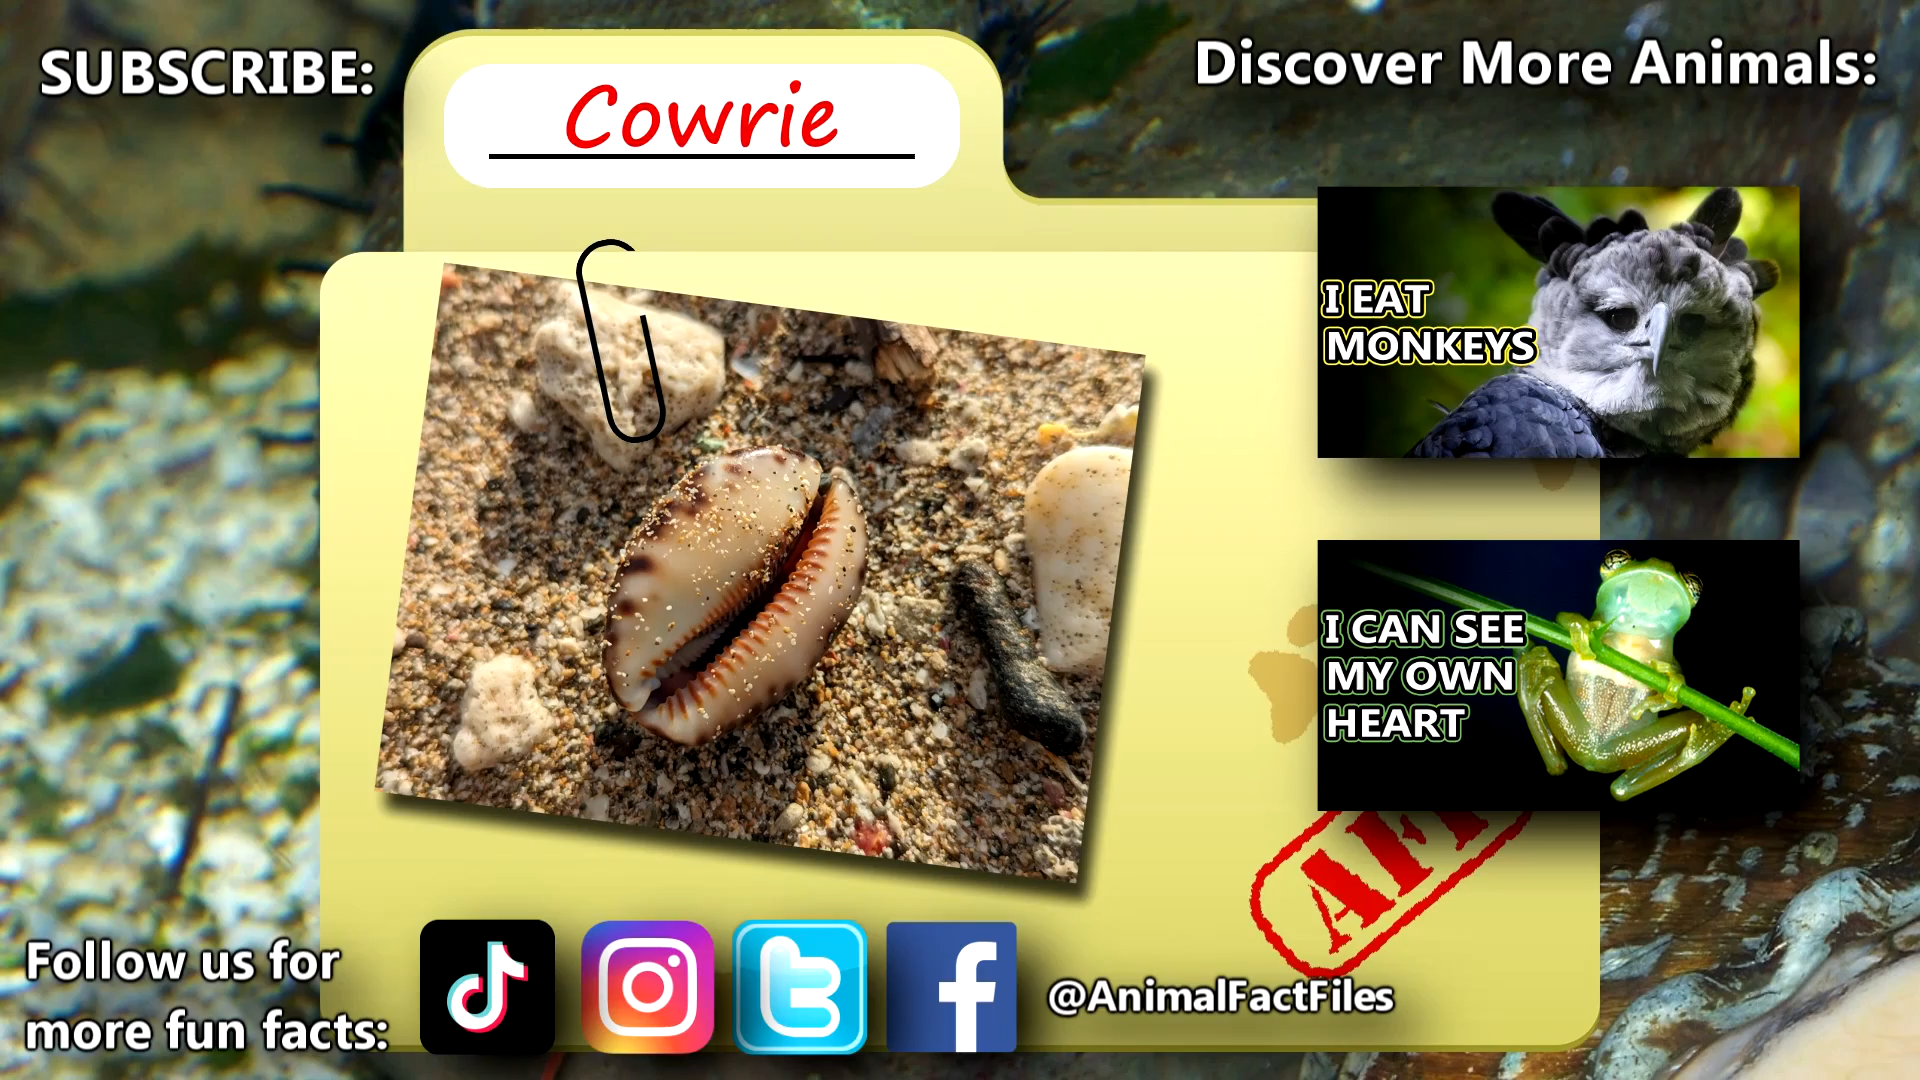 SUBSCRIBE:
Cowrie
Discover More Animals:
I EAT
MONKEYS
I CAN SEE
MY OWN
HEART
Follow us for
more fun facts:
@AnimalFactFiles